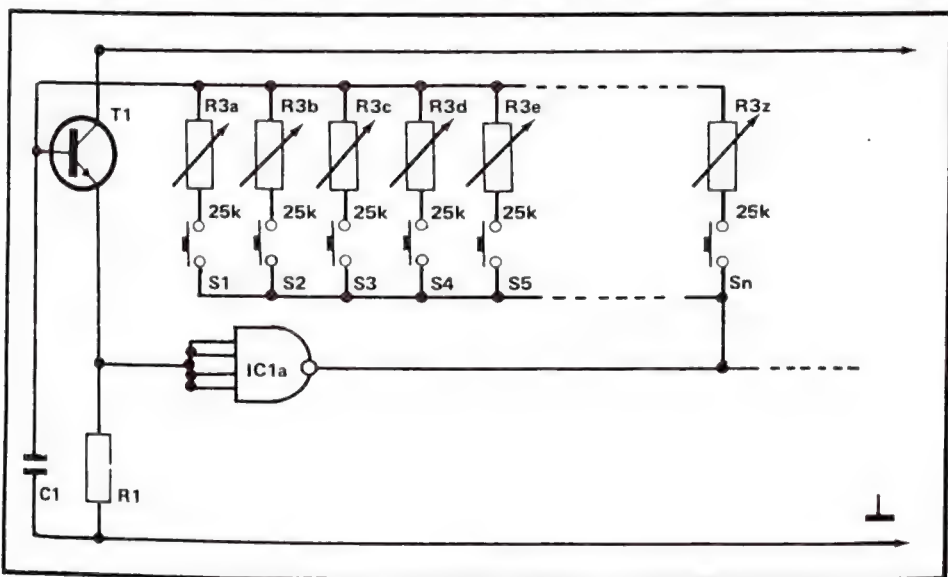 R3a R3b R3c R3d R3e R3z
T1
25k 25k 25k 25k 25k 25k
S1 S2 S3 S4 S5 Sn
IC1a
C1 R1